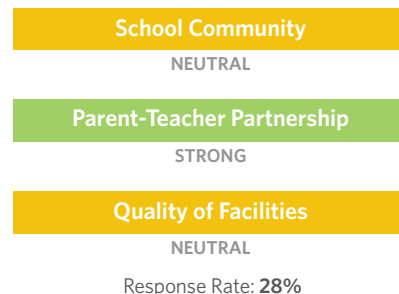 School Community
NEUTRAL
Parent-Teacher Partnership
STRONG
Quality of Facilities
NEUTRAL
Response Rate: 28%